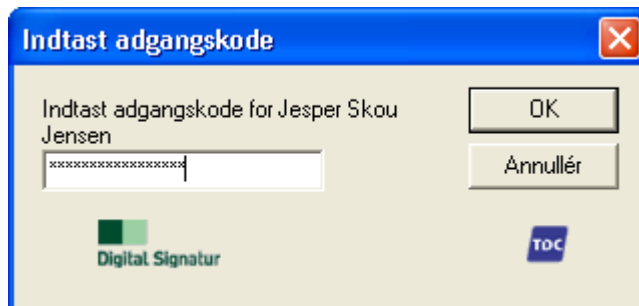 Indtast adgangskode
Indtast adgangskode for Jesper Skou
Jensen
×××××××××××××××××
OK
Annullér
Digital Signatur
TDC